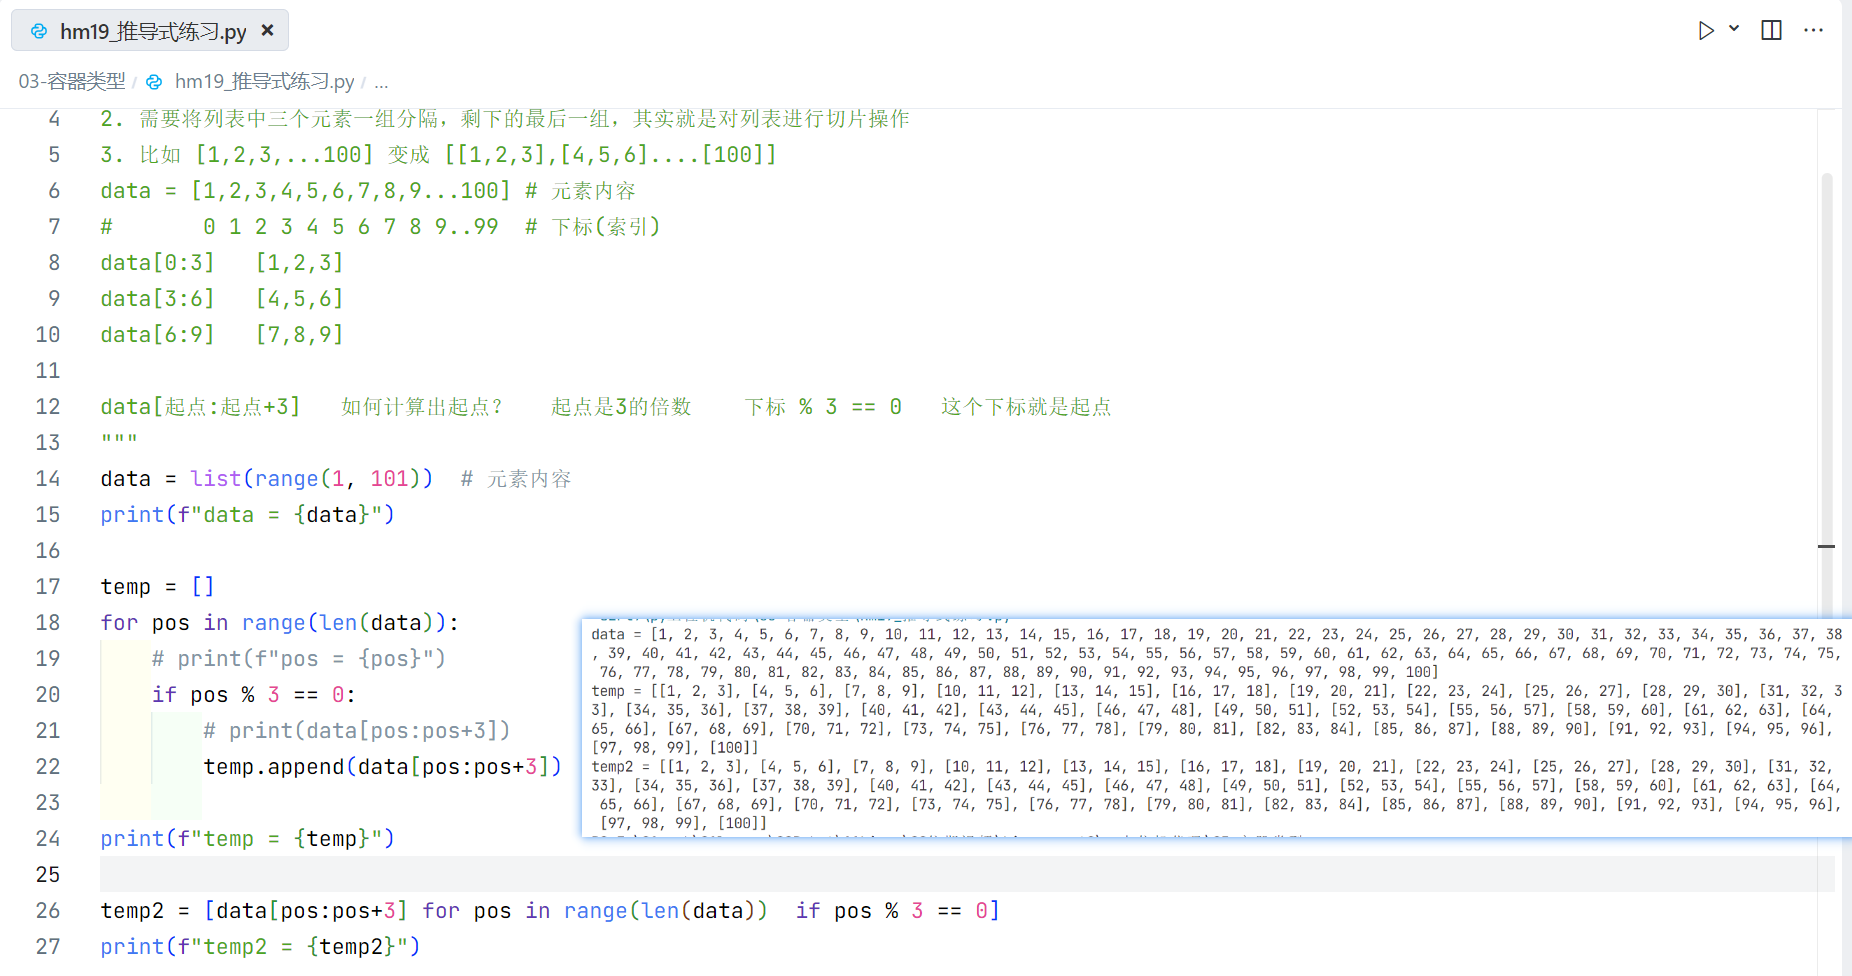 hm19_推导式练习.py ×
03-容器类型 / hm19_推导式练习.py / ...
4 2. 需要将列表中三个元素一组分隔，剩下的最后一组，其实就是对列表进行切片操作
5 3. 比如 [1,2,3,...100] 变成 [[1,2,3],[4,5,6]....[100]]
6 data = [1,2,3,4,5,6,7,8,9...100] # 元素内容
7 #       0 1 2 3 4 5 6 7 8 9..99  # 下标(索引)
8 data[0:3]   [1,2,3]
9 data[3:6]   [4,5,6]
10 data[6:9]   [7,8,9]
11
12 data[起点:起点+3]   如何计算出起点？   起点是3的倍数    下标 % 3 == 0   这个下标就是起点
13 """
14 data = list(range(1, 101))  # 元素内容
15 print(f"data = {data}")
16
17 temp = []
18 for pos in range(len(data)):
19     # print(f"pos = {pos}")
20     if pos % 3 == 0:
21         # print(data[pos:pos+3])
22         temp.append(data[pos:pos+3])
23
24 print(f"temp = {temp}")
25
26 temp2 = [data[pos:pos+3] for pos in range(len(data))  if pos % 3 == 0]
27 print(f"temp2 = {temp2}")
data = [1, 2, 3, 4, 5, 6, 7, 8, 9, 10, 11, 12, 13, 14, 15, 16, 17, 18, 19, 20, 21, 22, 23, 24, 25, 26, 27, 28, 29, 30, 31, 32, 33, 34, 35, 36, 37, 38
, 39, 40, 41, 42, 43, 44, 45, 46, 47, 48, 49, 50, 51, 52, 53, 54, 55, 56, 57, 58, 59, 60, 61, 62, 63, 64, 65, 66, 67, 68, 69, 70, 71, 72, 73, 74, 75,
76, 77, 78, 79, 80, 81, 82, 83, 84, 85, 86, 87, 88, 89, 90, 91, 92, 93, 94, 95, 96, 97, 98, 99, 100]
temp = [[1, 2, 3], [4, 5, 6], [7, 8, 9], [10, 11, 12], [13, 14, 15], [16, 17, 18], [19, 20, 21], [22, 23, 24], [25, 26, 27], [28, 29, 30], [31, 32, 3
3], [34, 35, 36], [37, 38, 39], [40, 41, 42], [43, 44, 45], [46, 47, 48], [49, 50, 51], [52, 53, 54], [55, 56, 57], [58, 59, 60], [61, 62, 63], [64,
65, 66], [67, 68, 69], [70, 71, 72], [73, 74, 75], [76, 77, 78], [79, 80, 81], [82, 83, 84], [85, 86, 87], [88, 89, 90], [91, 92, 93], [94, 95, 96],
[97, 98, 99], [100]]
temp2 = [[1, 2, 3], [4, 5, 6], [7, 8, 9], [10, 11, 12], [13, 14, 15], [16, 17, 18], [19, 20, 21], [22, 23, 24], [25, 26, 27], [28, 29, 30], [31, 32,
33], [34, 35, 36], [37, 38, 39], [40, 41, 42], [43, 44, 45], [46, 47, 48], [49, 50, 51], [52, 53, 54], [55, 56, 57], [58, 59, 60], [61, 62, 63], [64,
65, 66], [67, 68, 69], [70, 71, 72], [73, 74, 75], [76, 77, 78], [79, 80, 81], [82, 83, 84], [85, 86, 87], [88, 89, 90], [91, 92, 93], [94, 95, 96],
[97, 98, 99], [100]]